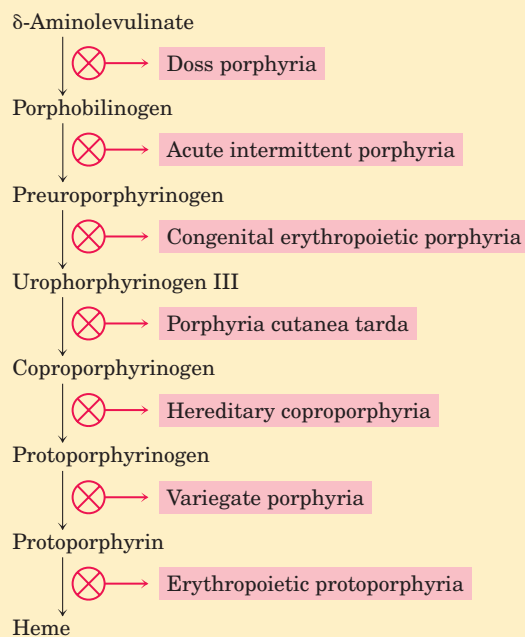 δ-Aminolevulinate
Doss porphyria
Porphobilinogen
Acute intermittent porphyria
Preuroporphyrinogen
Congenital erythropoietic porphyria
Urophorphyrinogen III
Porphyria cutanea tarda
Coproporphyrinogen
Hereditary coproporphyria
Protoporphyrinogen
Variegate porphyria
Protoporphyrin
Erythropoietic protoporphyria
Heme